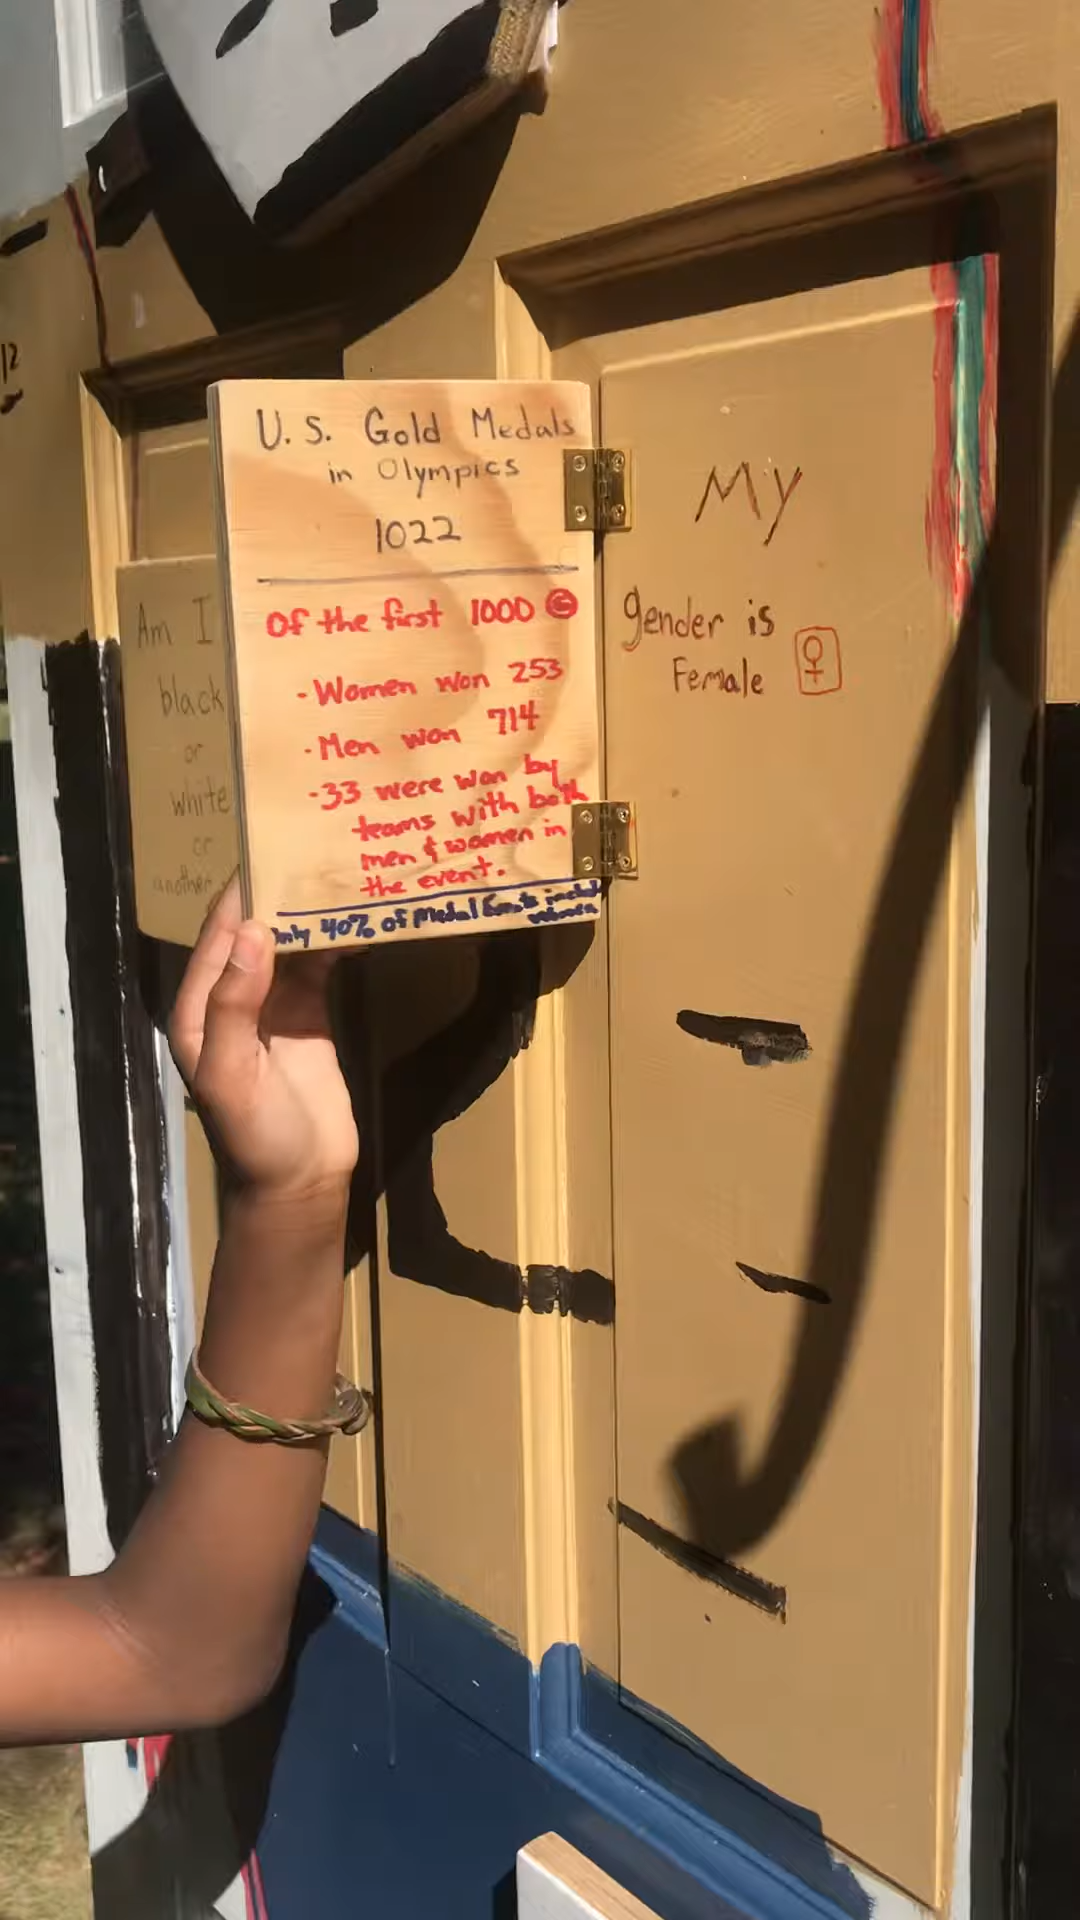 U. S. Gold Medals
in Olympics
1022
Of the first 1000 G
- Women won 253
- Men won 714
- 33 were won by
teams with both
men & women in
the event.
Only 40% of Medal Events include
women
My
gender is
Female ♀
Am I
black
or
white
or
another
12